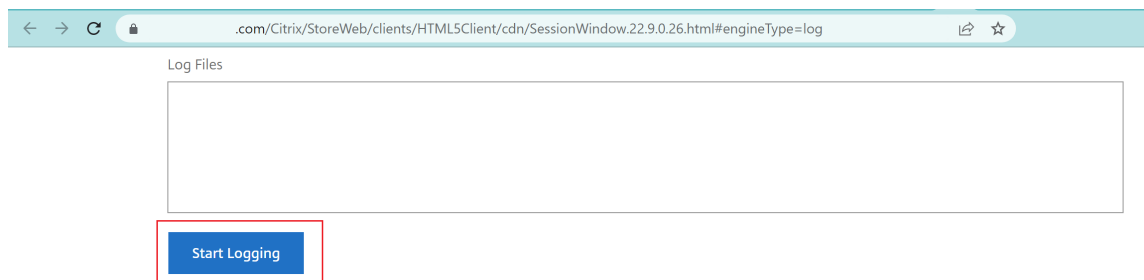 .com/Citrix/StoreWeb/clients/HTML5Client/cdn/SessionWindow.22.9.0.26.html#engineType=log
Log Files
Start Logging